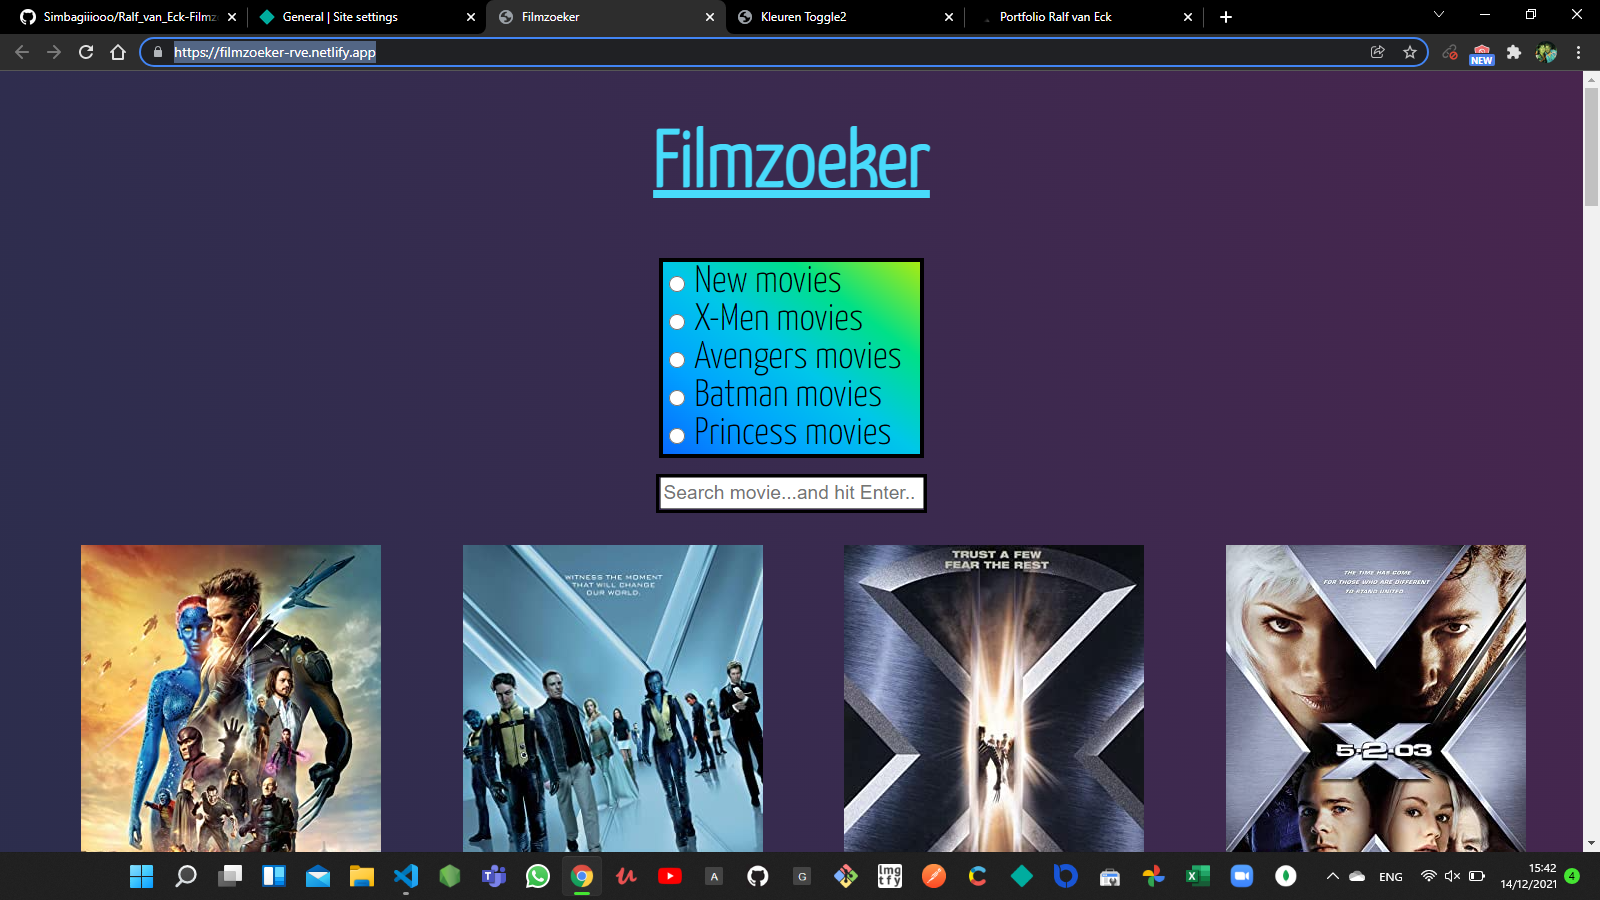 Simbagiiiooo/Ralf_van_Eck-Filmz
General | Site settings
Filmzoeker
Kleuren Toggle2
Portfolio Ralf van Eck
https://filmzoeker-rve.netlify.app
NEW
Filmzoeker
New movies
X-Men movies
Avengers movies
Batman movies
Princess movies
Search movie...and hit Enter..
WITNESS THE MOMENT
THAT WILL CHANGE
OUR WORLD.
TRUST A FEW
FEAR THE REST
THE TIME HAS COME
FOR THOSE WHO ARE DIFFERENT
TO STAND UNITED
5-2-03
A
G
lmg
tfy
ENG
15:42
14/12/2021
4